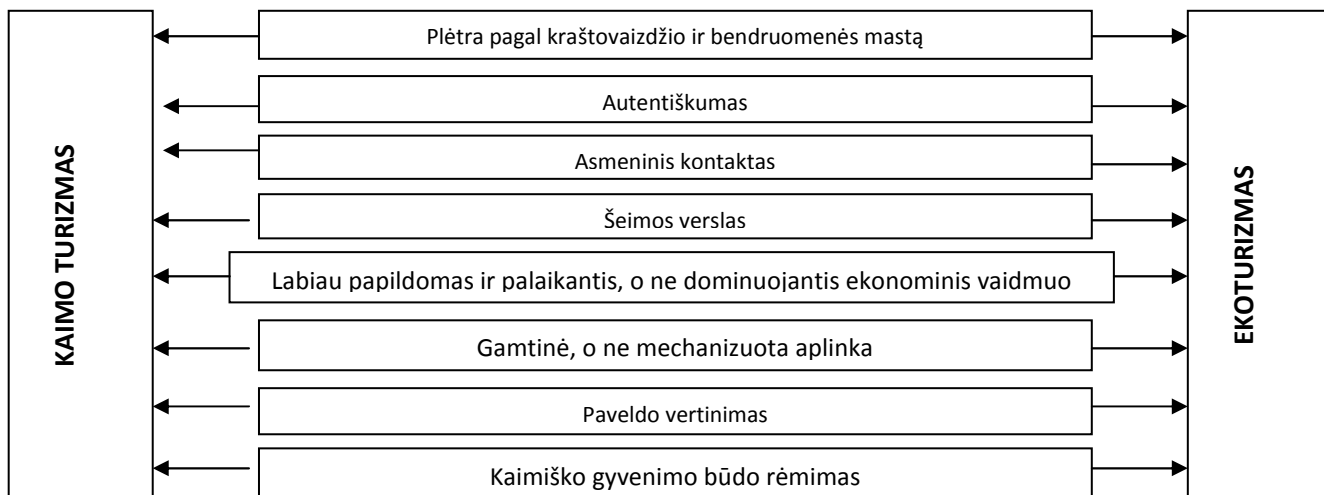 KAIMO TURIZMAS
Plėtra pagal kraštovaizdžio ir bendruomenės mastą
Autentiškumas
Asmeninis kontaktas
Šeimos verslas
Labiau papildomas ir palaikantis, o ne dominuojantis ekonominis vaidmuo
Gamtinė, o ne mechanizuota aplinka
Paveldo vertinimas
Kaimiško gyvenimo būdo rėmimas
EKOTURIZMAS